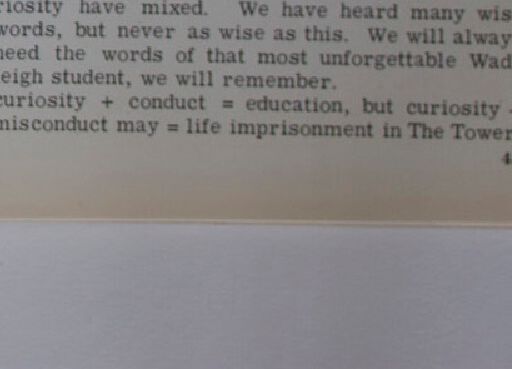 riosity have mixed. We have heard many wis
words, but never as wise as this. We will alway
need the words of that most unforgettable Wad
leigh student, we will remember.
curiosity + conduct = education, but curiosity
misconduct may = life imprisonment in The Tower
4